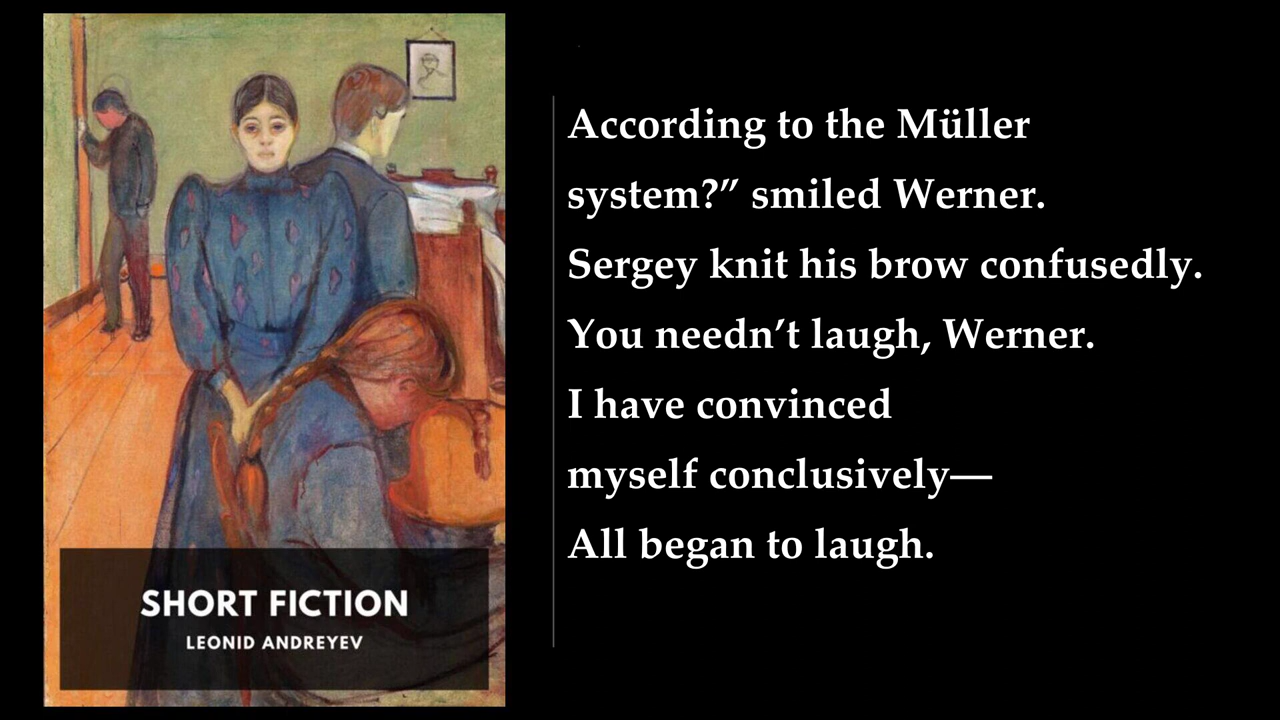 SHORT FICTION
LEONID ANDREYEV
According to the Müller
system?” smiled Werner.
Sergey knit his brow confusedly.
You needn’t laugh, Werner.
I have convinced
myself conclusively—
All began to laugh.